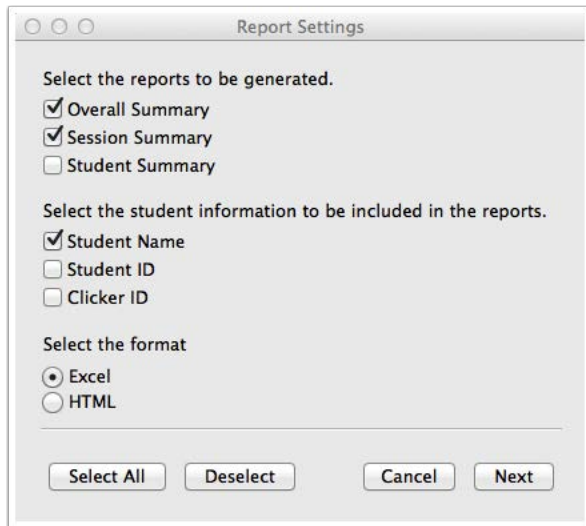 Report Settings
Select the reports to be generated.
Overall Summary
Session Summary
Student Summary
Select the student information to be included in the reports.
Student Name
Student ID
Clicker ID
Select the format
Excel
HTML
Select All Deselect Cancel Next